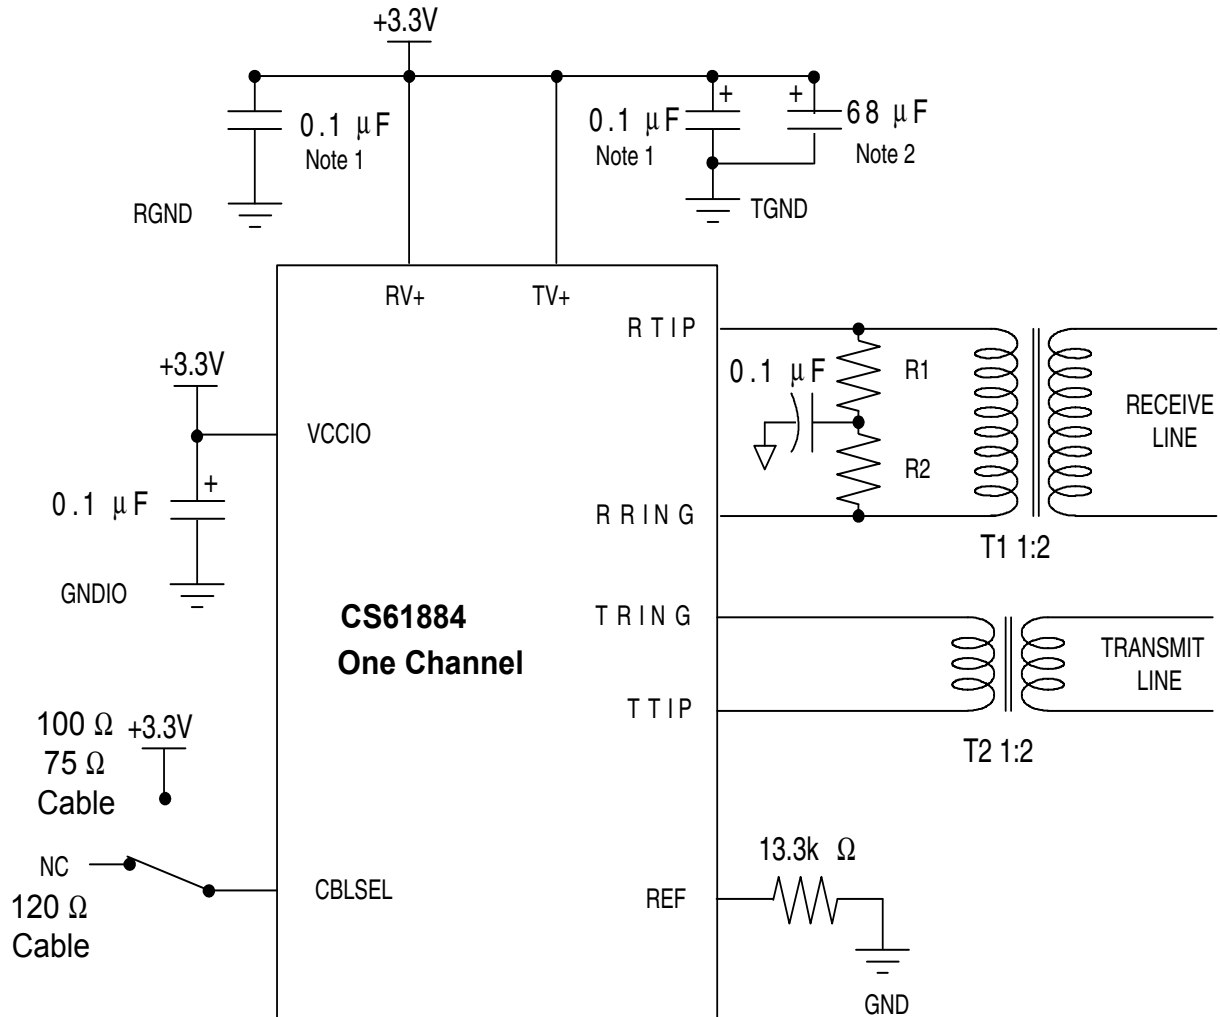 +3.3V
0.1 µF
Note 1
0.1 µF
Note 1
+
+
68 µF
Note 2
RGND
TGND
RV+
TV+
RTIP
+3.3V
0.1 µF
R1
RECEIVE
LINE
VCCIO
R2
+
0.1 µF
RRING
T1 1:2
GNDIO
CS61884
One Channel
TRING
TRANSMIT
LINE
TTIP
T2 1:2
100 Ω
75 Ω
Cable
+3.3V
NC
120 Ω
Cable
CBLSEL
13.3k Ω
REF
GND